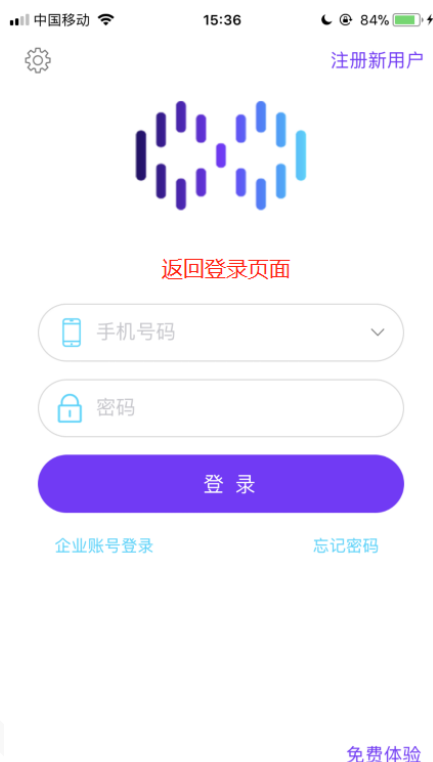 中国移动 15:36 84%
注册新用户
返回登录页面
手机号码
密码
登 录
企业账号登录 忘记密码
免费体验